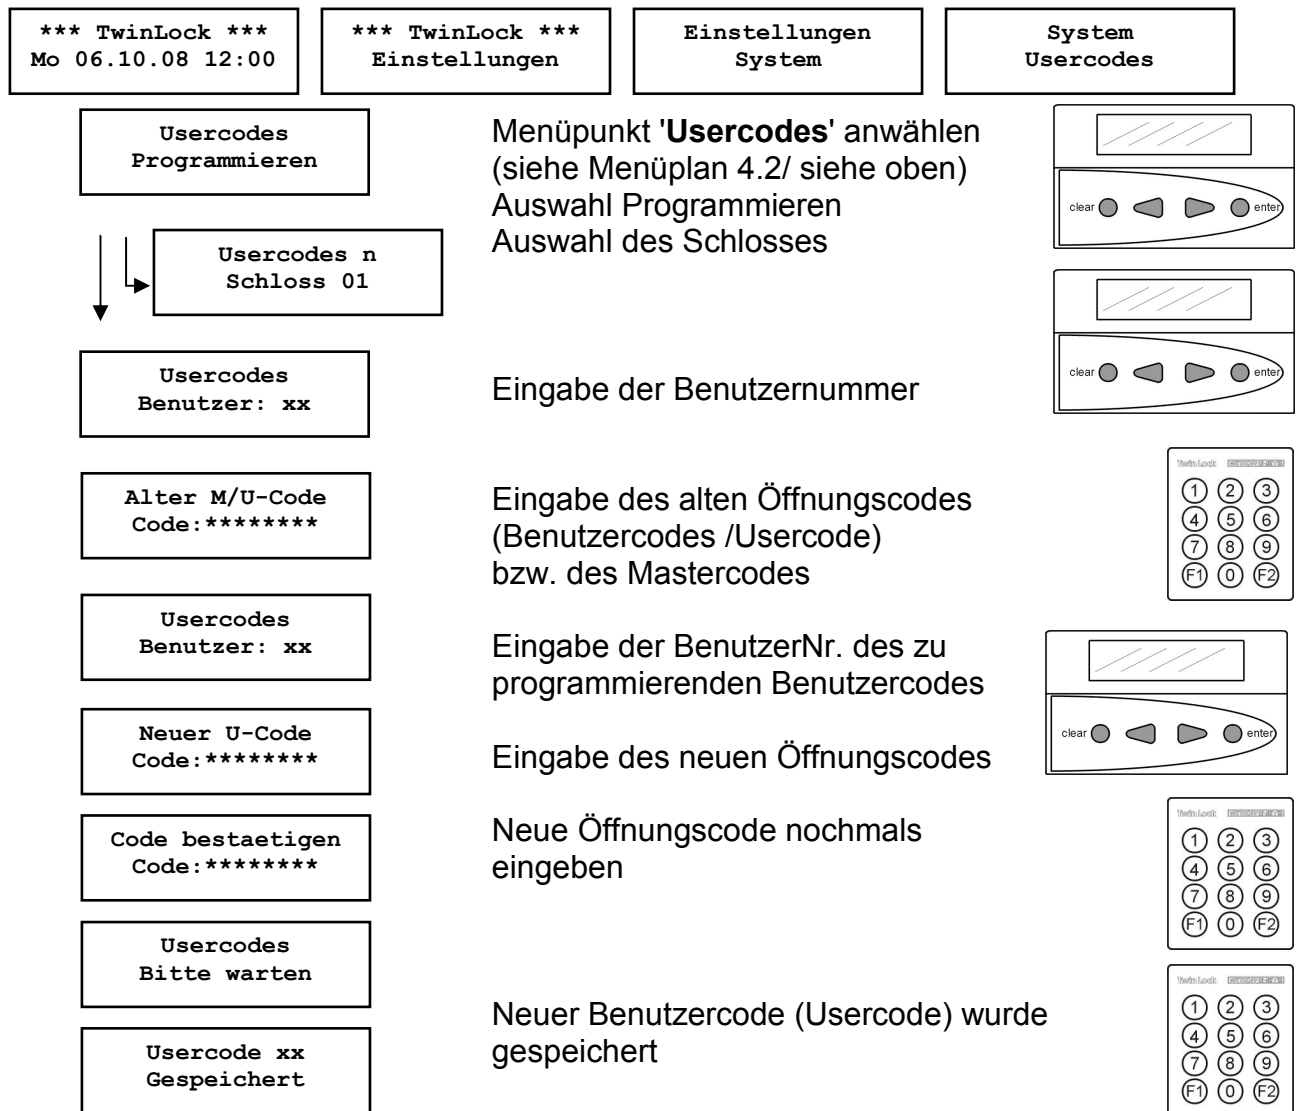 *** TwinLock ***
Mo 06.10.08 12:00
*** TwinLock ***
Einstellungen
Einstellungen
System
System
Usercodes
Usercodes
Programmieren
Menüpunkt 'Usercodes' anwählen
(siehe Menüplan 4.2/ siehe oben)
Auswahl Programmieren
Auswahl des Schlosses
clear enter
Usercodes n
Schloss 01
clear enter
Usercodes
Benutzer: xx
Eingabe der Benutzernummer
Alter M/U-Code
Code:********
Eingabe des alten Öffnungscodes
(Benutzercodes /Usercode)
bzw. des Mastercodes
Twin Lock
1 2 3
4 5 6
7 8 9
F1 0 F2
Usercodes
Benutzer: xx
Eingabe der BenutzerNr. des zu
programmierenden Benutzercodes
clear enter
Neuer U-Code
Code:********
Eingabe des neuen Öffnungscodes
Code bestaetigen
Code:********
Neue Öffnungscode nochmals
eingeben
Twin Lock
1 2 3
4 5 6
7 8 9
F1 0 F2
Usercodes
Bitte warten
Neuer Benutzercode (Usercode) wurde
gespeichert
Usercode xx
Gespeichert
Twin Lock
1 2 3
4 5 6
7 8 9
F1 0 F2